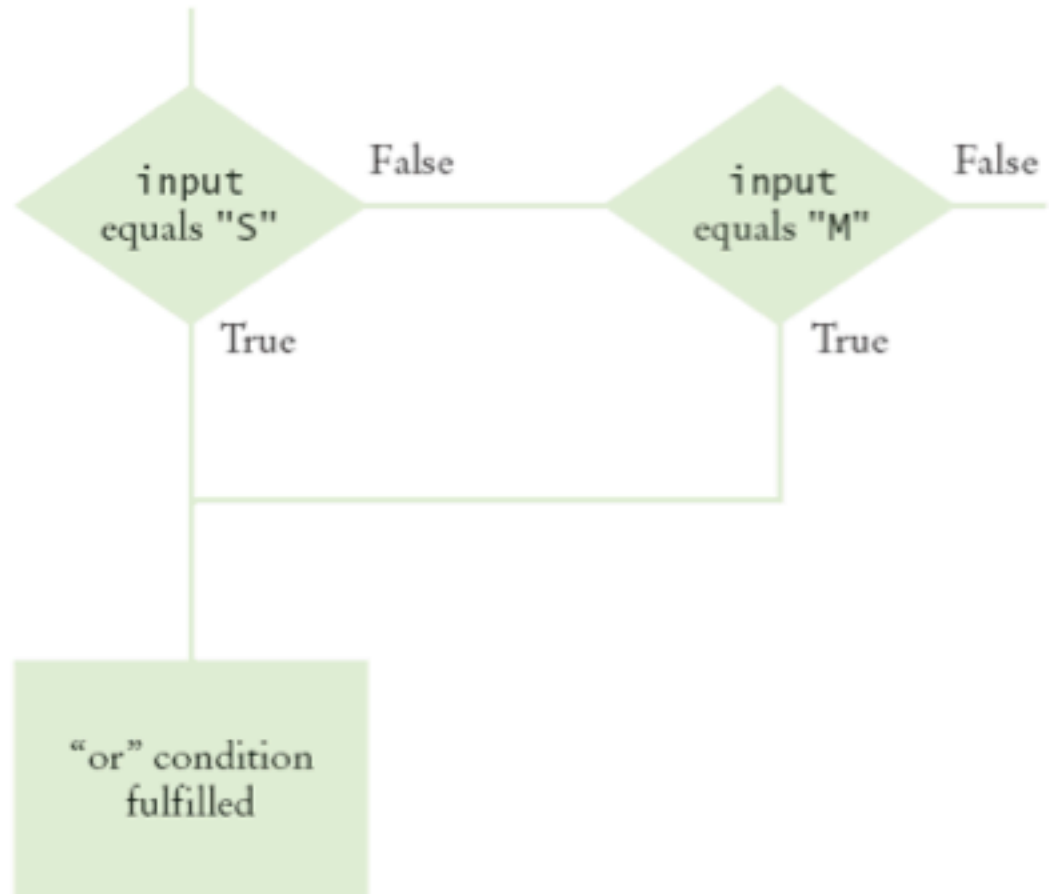 input
equals "S"
False
True
input
equals "M"
False
True
“or” condition
fulfilled